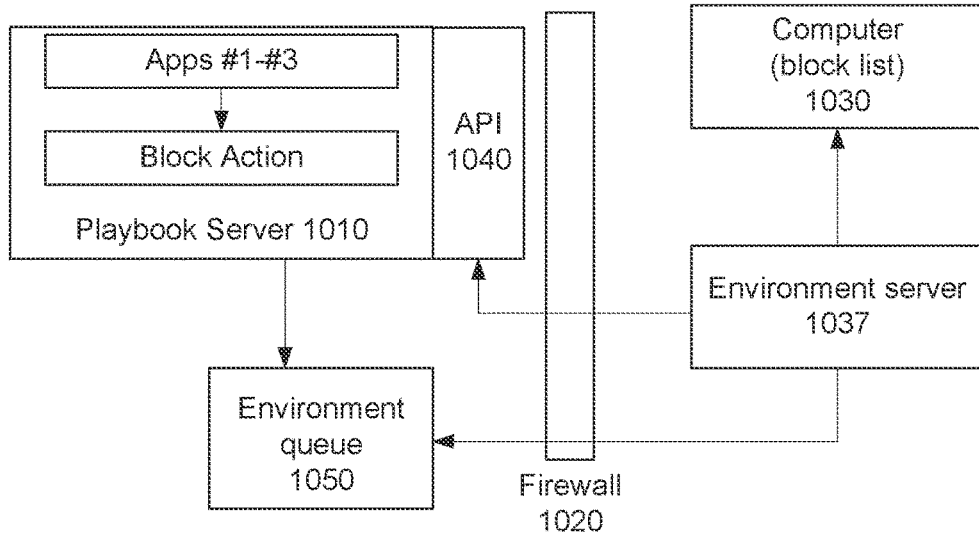 Apps #1-#3
Block Action
Playbook Server 1010
API
1040
Computer
(block list)
1030
Environment server
1037
Environment
queue
1050
Firewall
1020